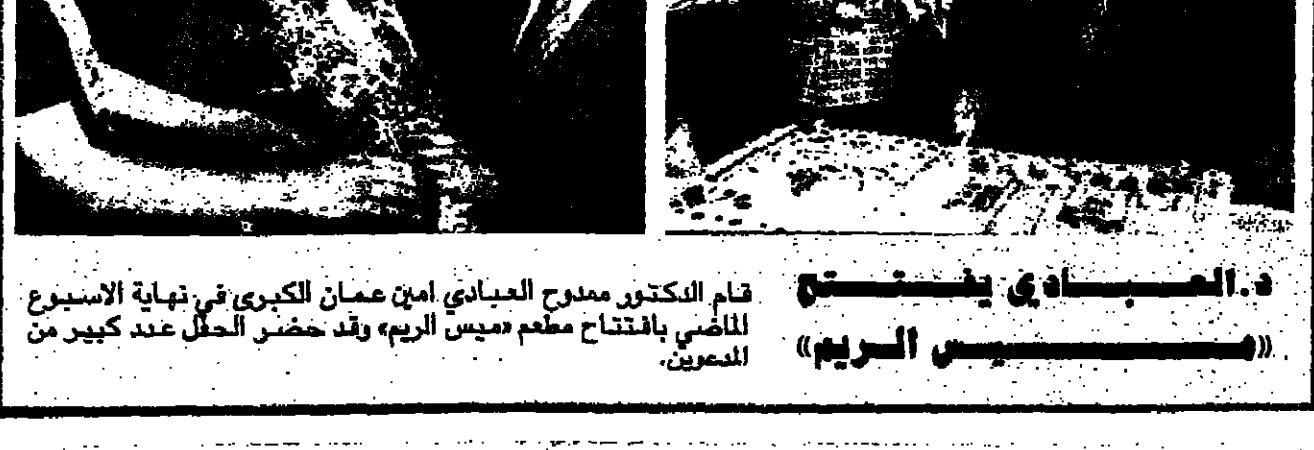 د.العبادي يفتتح
«ميس الريم»
قام الدكتور ممدوح العبادي امين عمان الكبرى في نهاية الاسبوع
الماضي بافتتاح مطعم «ميس الريم» وقد حضر الحفل عدد كبير من
المدعوين.